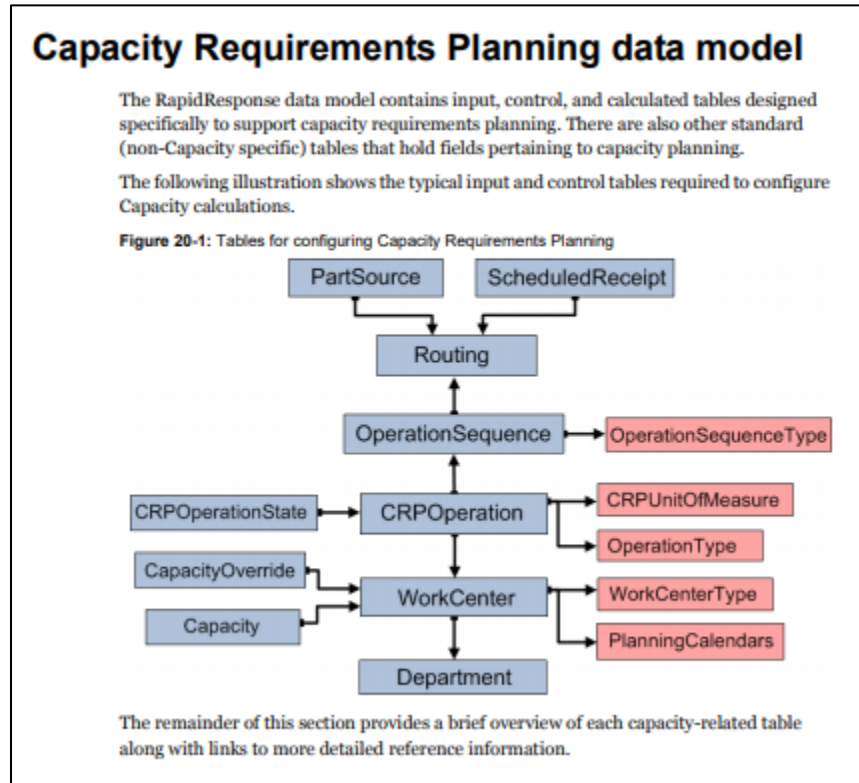 Capacity Requirements Planning data model
The RapidResponse data model contains input, control, and calculated tables designed
specifically to support capacity requirements planning. There are also other standard
(non-Capacity specific) tables that hold fields pertaining to capacity planning.
The following illustration shows the typical input and control tables required to configure
Capacity calculations.
Figure 20-1: Tables for configuring Capacity Requirements Planning
PartSource
ScheduledReceipt
Routing
OperationSequence
OperationSequenceType
CRPOperationState
CRPOperation
CRPUnitOfMeasure
OperationType
CapacityOverride
WorkCenter
WorkCenterType
Capacity
PlanningCalendars
Department
The remainder of this section provides a brief overview of each capacity-related table
along with links to more detailed reference information.